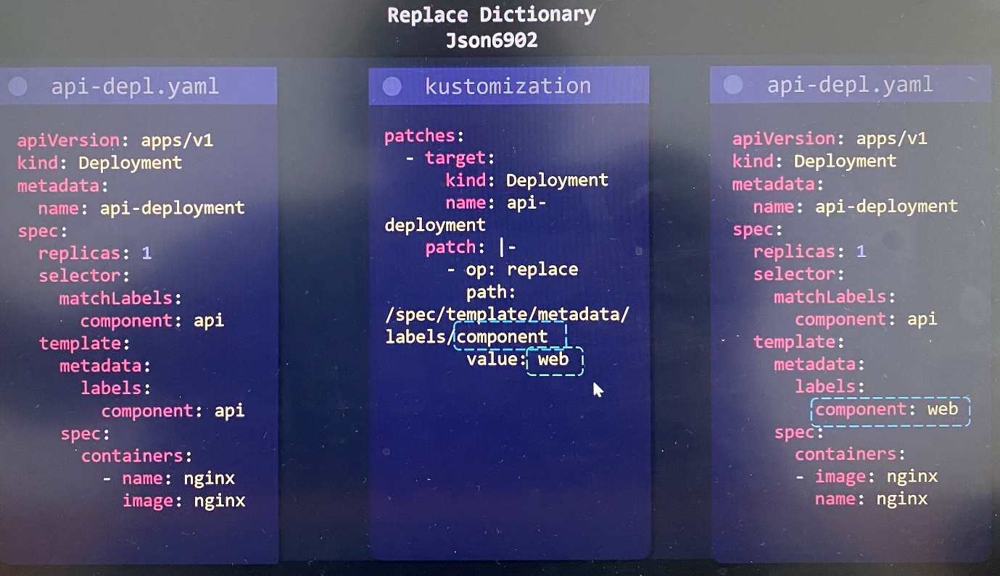 Replace Dictionary
Json6902
api-depl.yaml
apiVersion: apps/v1
kind: Deployment
metadata:
  name: api-deployment
spec:
  replicas: 1
  selector:
    matchLabels:
      component: api
  template:
    metadata:
      labels:
        component: api
    spec:
      containers:
        - name: nginx
          image: nginx
kustomization
patches:
  - target:
      kind: Deployment
      name: api-
deployment
    patch: |-
      - op: replace
        path:
/spec/template/metadata/
labels/component
        value: web
api-depl.yaml
apiVersion: apps/v1
kind: Deployment
metadata:
  name: api-deployment
spec:
  replicas: 1
  selector:
    matchLabels:
      component: api
  template:
    metadata:
      labels:
        component: web
    spec:
      containers:
      - image: nginx
        name: nginx